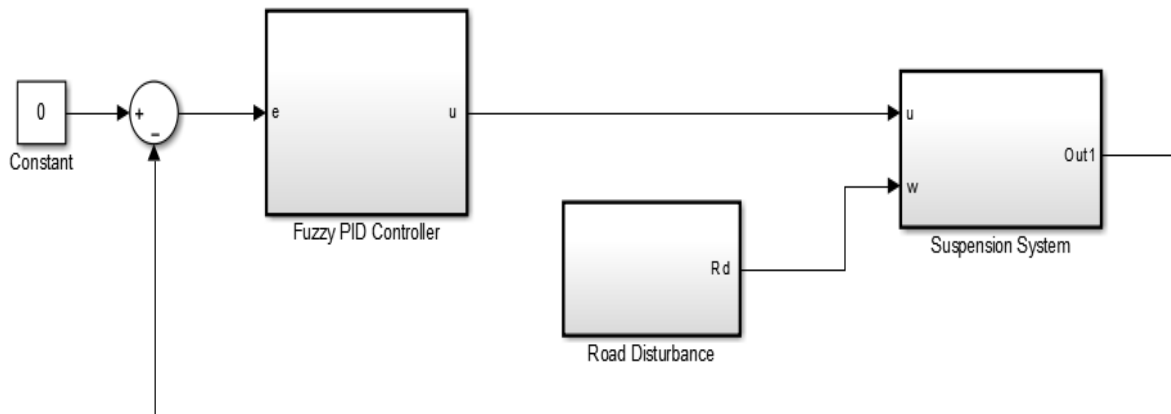 0
Constant
+
−
e
u
Fuzzy PID Controller
Rd
Road Disturbance
u
w
Out1
Suspension System